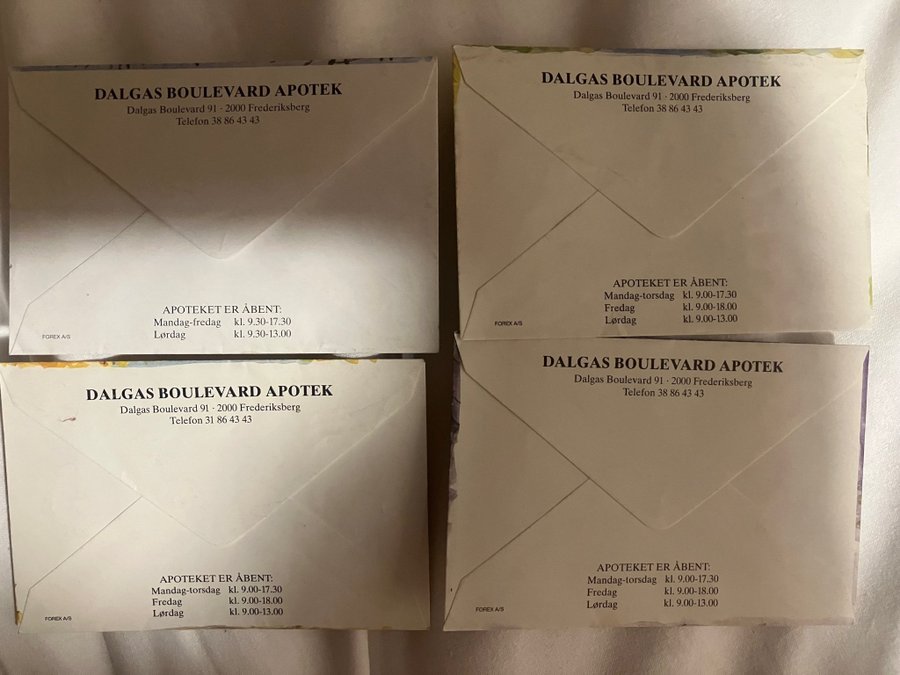 DALGAS BOULEVARD APOTEK
Dalgas Boulevard 91 · 2000 Frederiksberg
Telefon 38 86 43 43
APOTEKET ER ÅBENT:
Mandag-fredag kl. 9.30-17.30
Lørdag kl. 9.30-13.00
FOREX A/S
DALGAS BOULEVARD APOTEK
Dalgas Boulevard 91 · 2000 Frederiksberg
Telefon 38 86 43 43
APOTEKET ER ÅBENT:
Mandag-torsdag kl. 9.00-17.30
Fredag kl. 9.00-18.00
Lørdag kl. 9.00-13.00
FOREX A/S
DALGAS BOULEVARD APOTEK
Dalgas Boulevard 91 · 2000 Frederiksberg
Telefon 31 86 43 43
APOTEKET ER ÅBENT:
Mandag-torsdag kl. 9.00-17.30
Fredag kl. 9.00-18.00
Lørdag kl. 9.00-13.00
FOREX A/S
DALGAS BOULEVARD APOTEK
Dalgas Boulevard 91 · 2000 Frederiksberg
Telefon 38 86 43 43
APOTEKET ER ÅBENT:
Mandag-torsdag kl. 9.00-17.30
Fredag kl. 9.00-18.00
Lørdag kl. 9.00-13.00
FOREX A/S